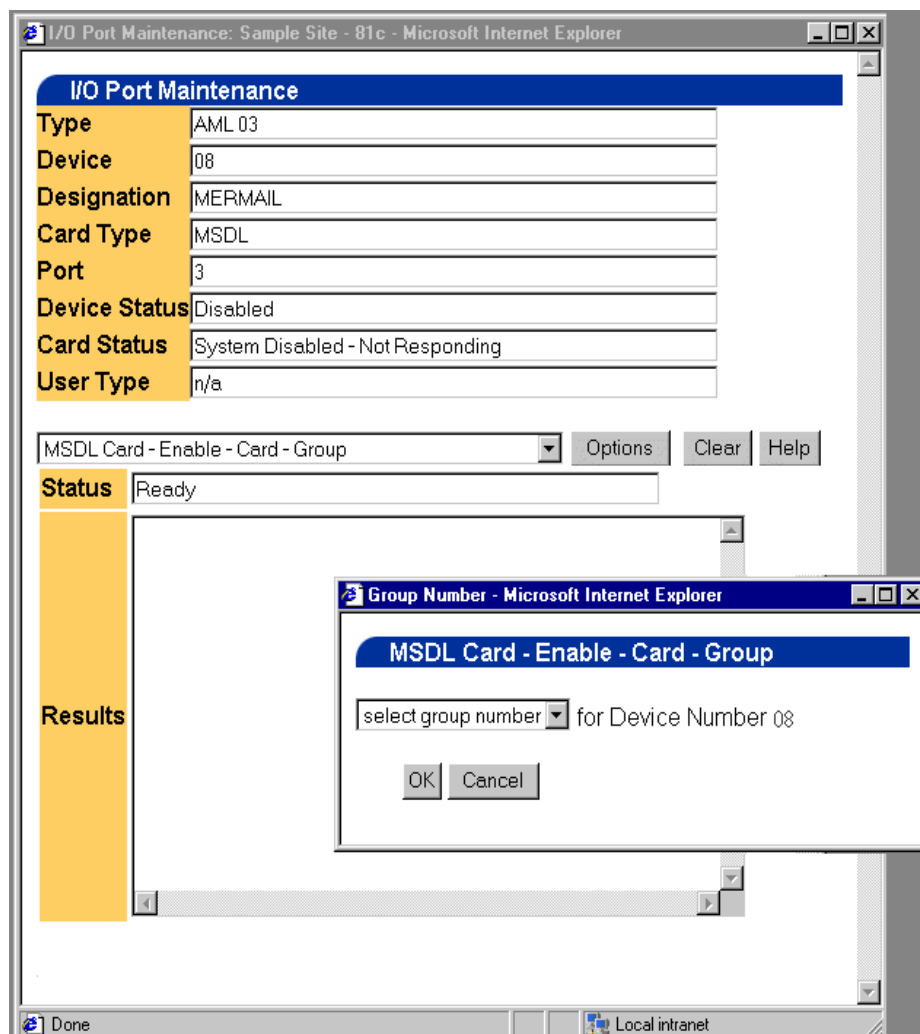 I/O Port Maintenance: Sample Site - 81c - Microsoft Internet Explorer
I/O Port Maintenance
Type AML 03
Device 08
Designation MERMAIL
Card Type MSDL
Port 3
Device Status Disabled
Card Status System Disabled - Not Responding
User Type n/a
MSDL Card - Enable - Card - Group Options Clear Help
Status Ready
Results
Group Number - Microsoft Internet Explorer
MSDL Card - Enable - Card - Group
select group number for Device Number 08
OK Cancel
Done Local intranet